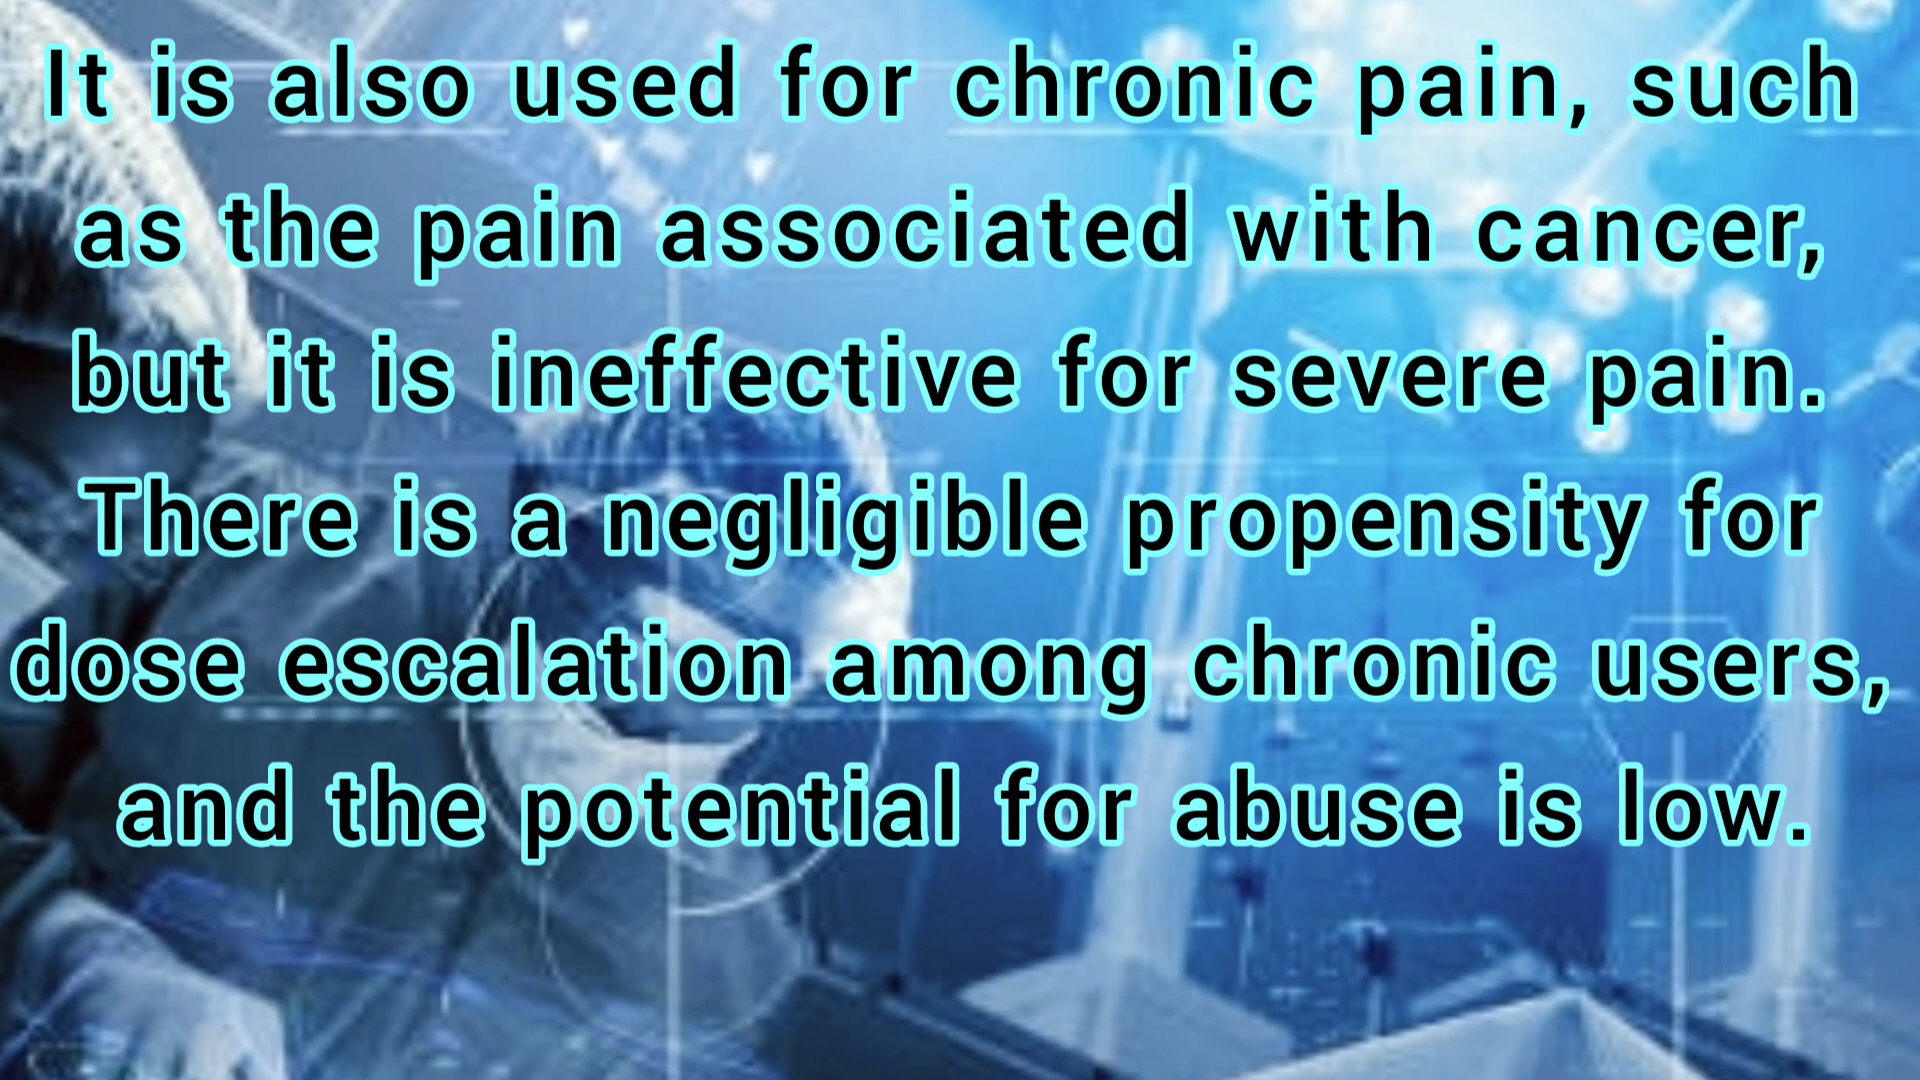 It is also used for chronic pain, such
as the pain associated with cancer,
but it is ineffective for severe pain.
There is a negligible propensity for
dose escalation among chronic users,
and the potential for abuse is low.